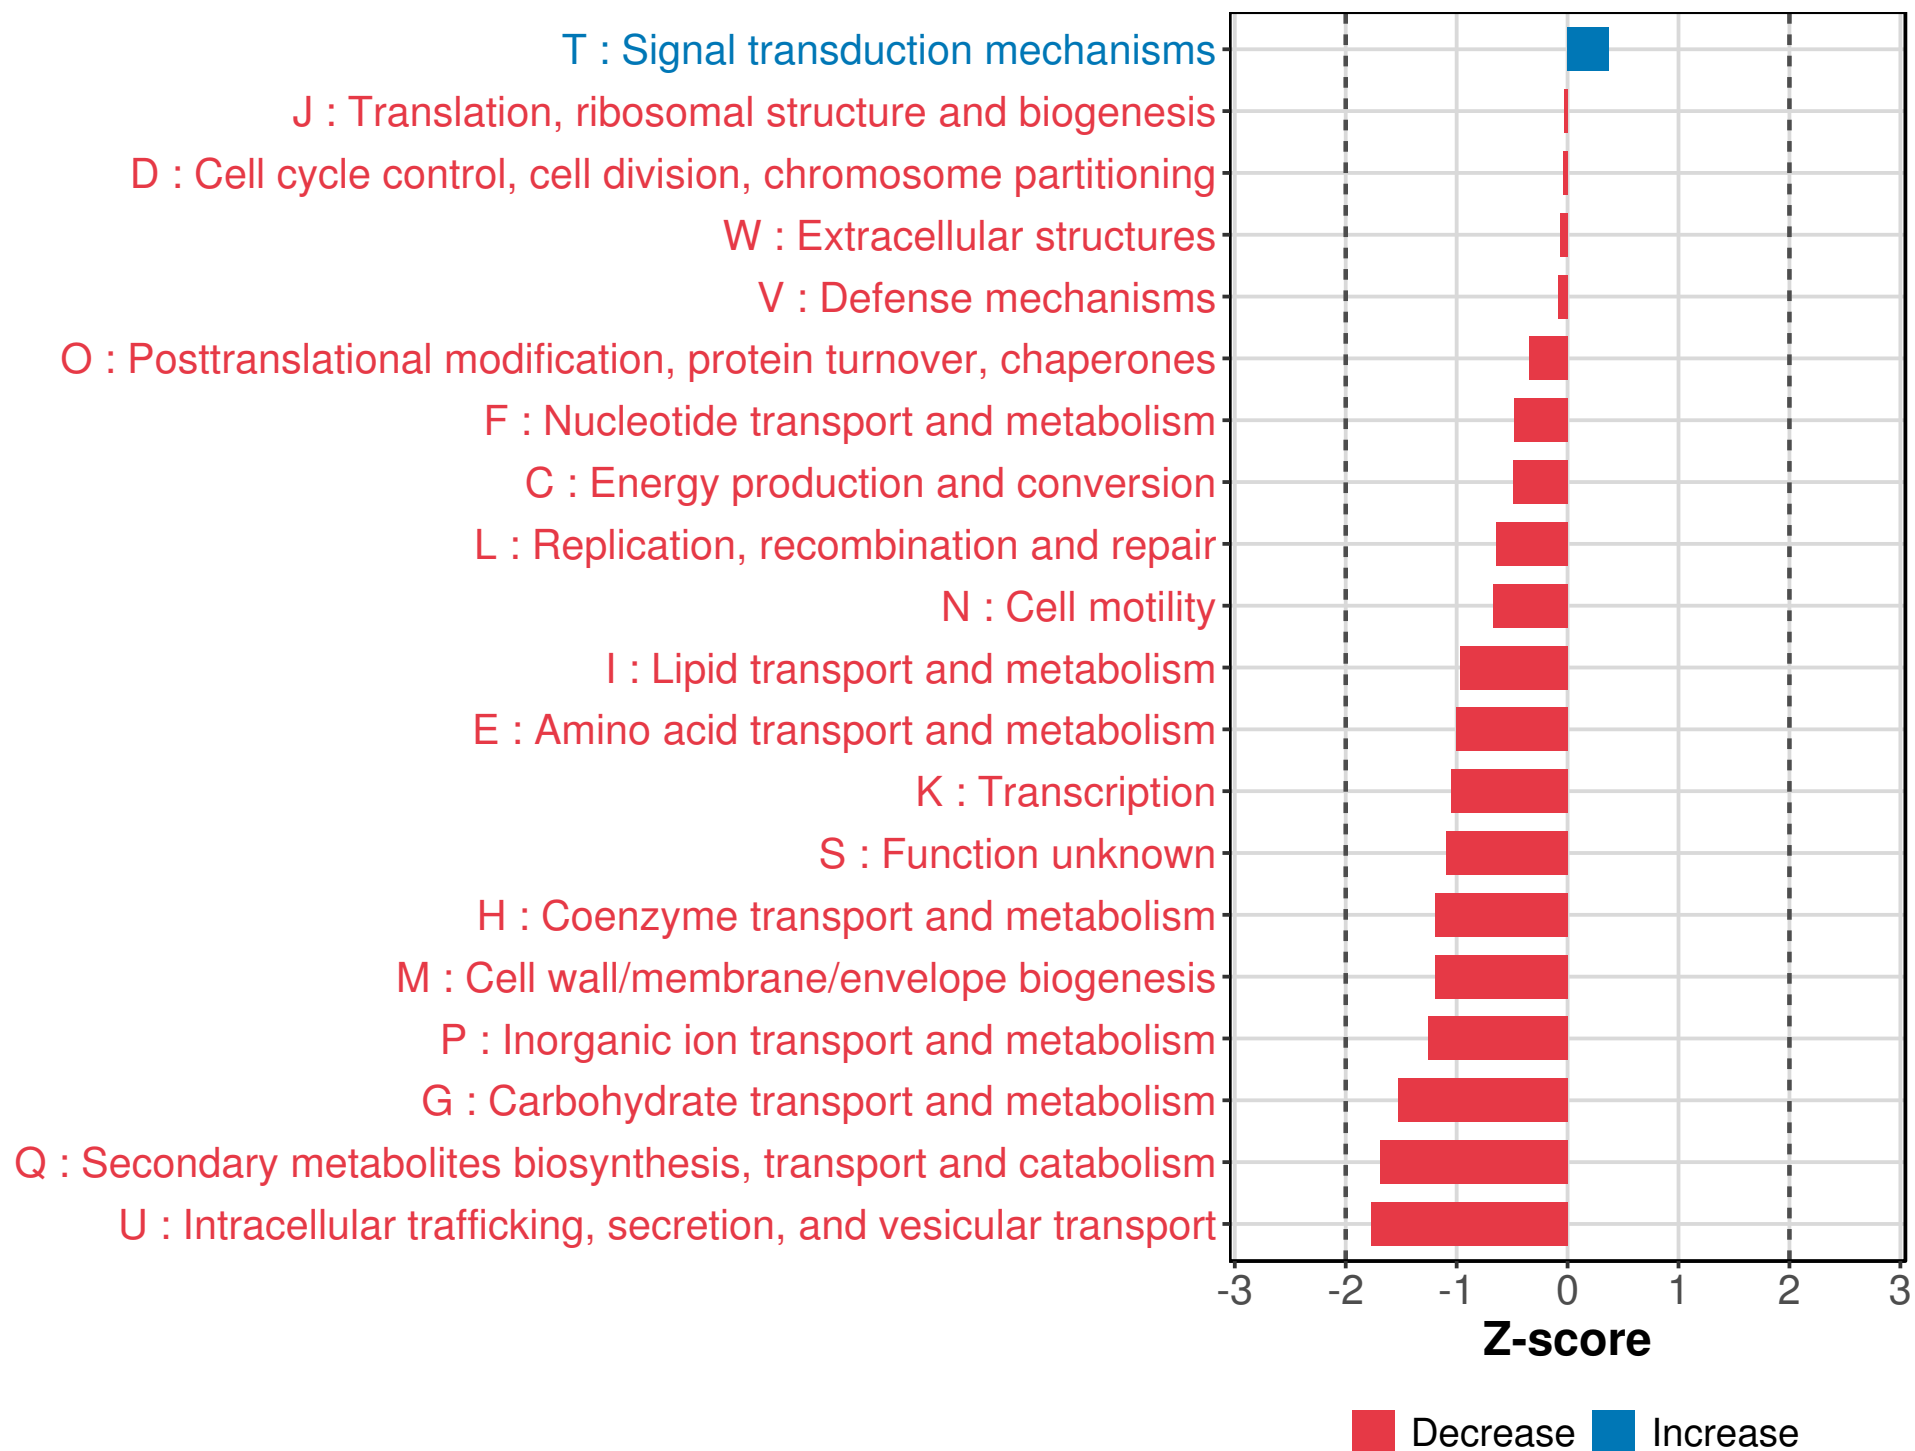 T : Signal transduction mechanisms
J : Translation, ribosomal structure and biogenesis
D : Cell cycle control, cell division, chromosome partitioning
W : Extracellular structures
V : Defense mechanisms
O : Posttranslational modification, protein turnover, chaperones
F : Nucleotide transport and metabolism
C : Energy production and conversion
L : Replication, recombination and repair
N : Cell motility
I : Lipid transport and metabolism
E : Amino acid transport and metabolism
K : Transcription
S : Function unknown
H : Coenzyme transport and metabolism
M : Cell wall/membrane/envelope biogenesis
P : Inorganic ion transport and metabolism
G : Carbohydrate transport and metabolism
Q : Secondary metabolites biosynthesis, transport and catabolism
U : Intracellular trafficking, secretion, and vesicular transport
-3 -2 -1 0 1 2 3
Z-score
Decrease Increase